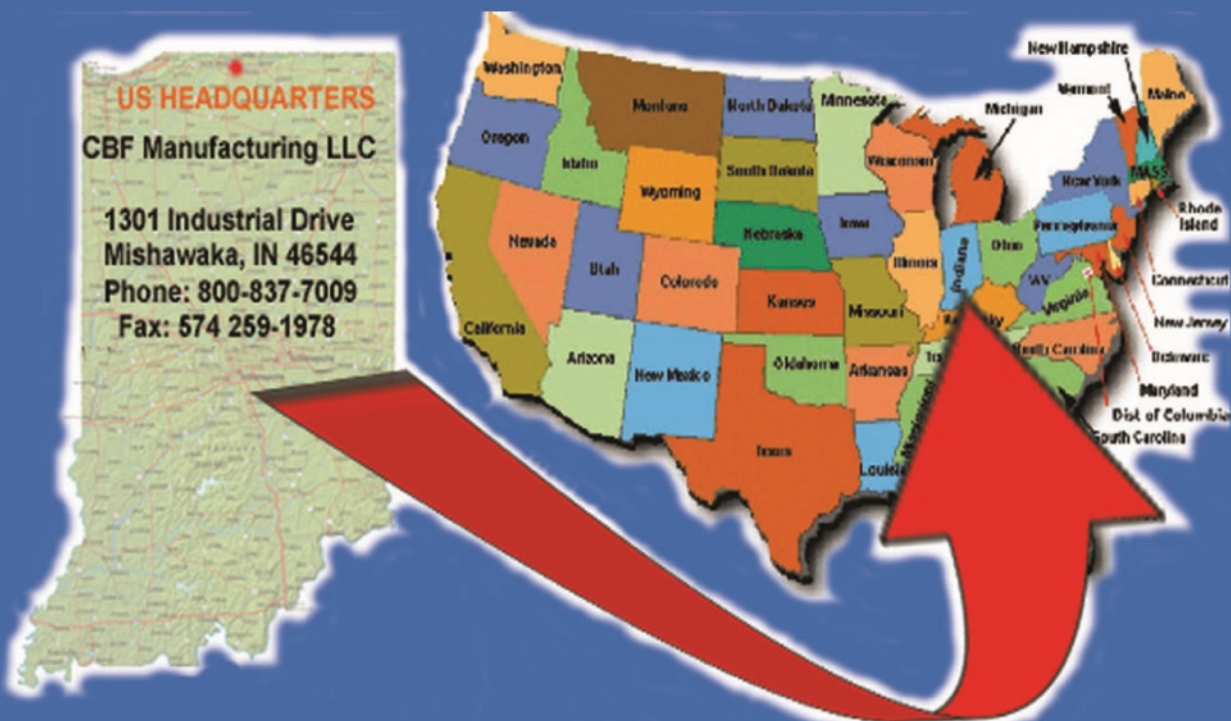 US HEADQUARTERS
CBF Manufacturing LLC
1301 Industrial Drive
Mishawaka, IN 46544
Phone: 800-837-7009
Fax: 574 259-1978
New Hampshire
Vermont
Maine
Washington
Montana
North Dakota
Minnesota
Michigan
Oregon
Idaho
South Dakota
Wisconsin
MASS
Wyoming
New York
Rhode
Island
Nevada
Nebraska
Iowa
Pennsylvania
Utah
Colorado
Illinois
Indiana
Ohio
WV
Virginia
Connecticut
California
Kansas
Missouri
New Jersey
Arizona
New Mexico
Oklahoma
Arkansas
North Carolina
Delaware
Maryland
Dist of Columbia
South Carolina
Texas